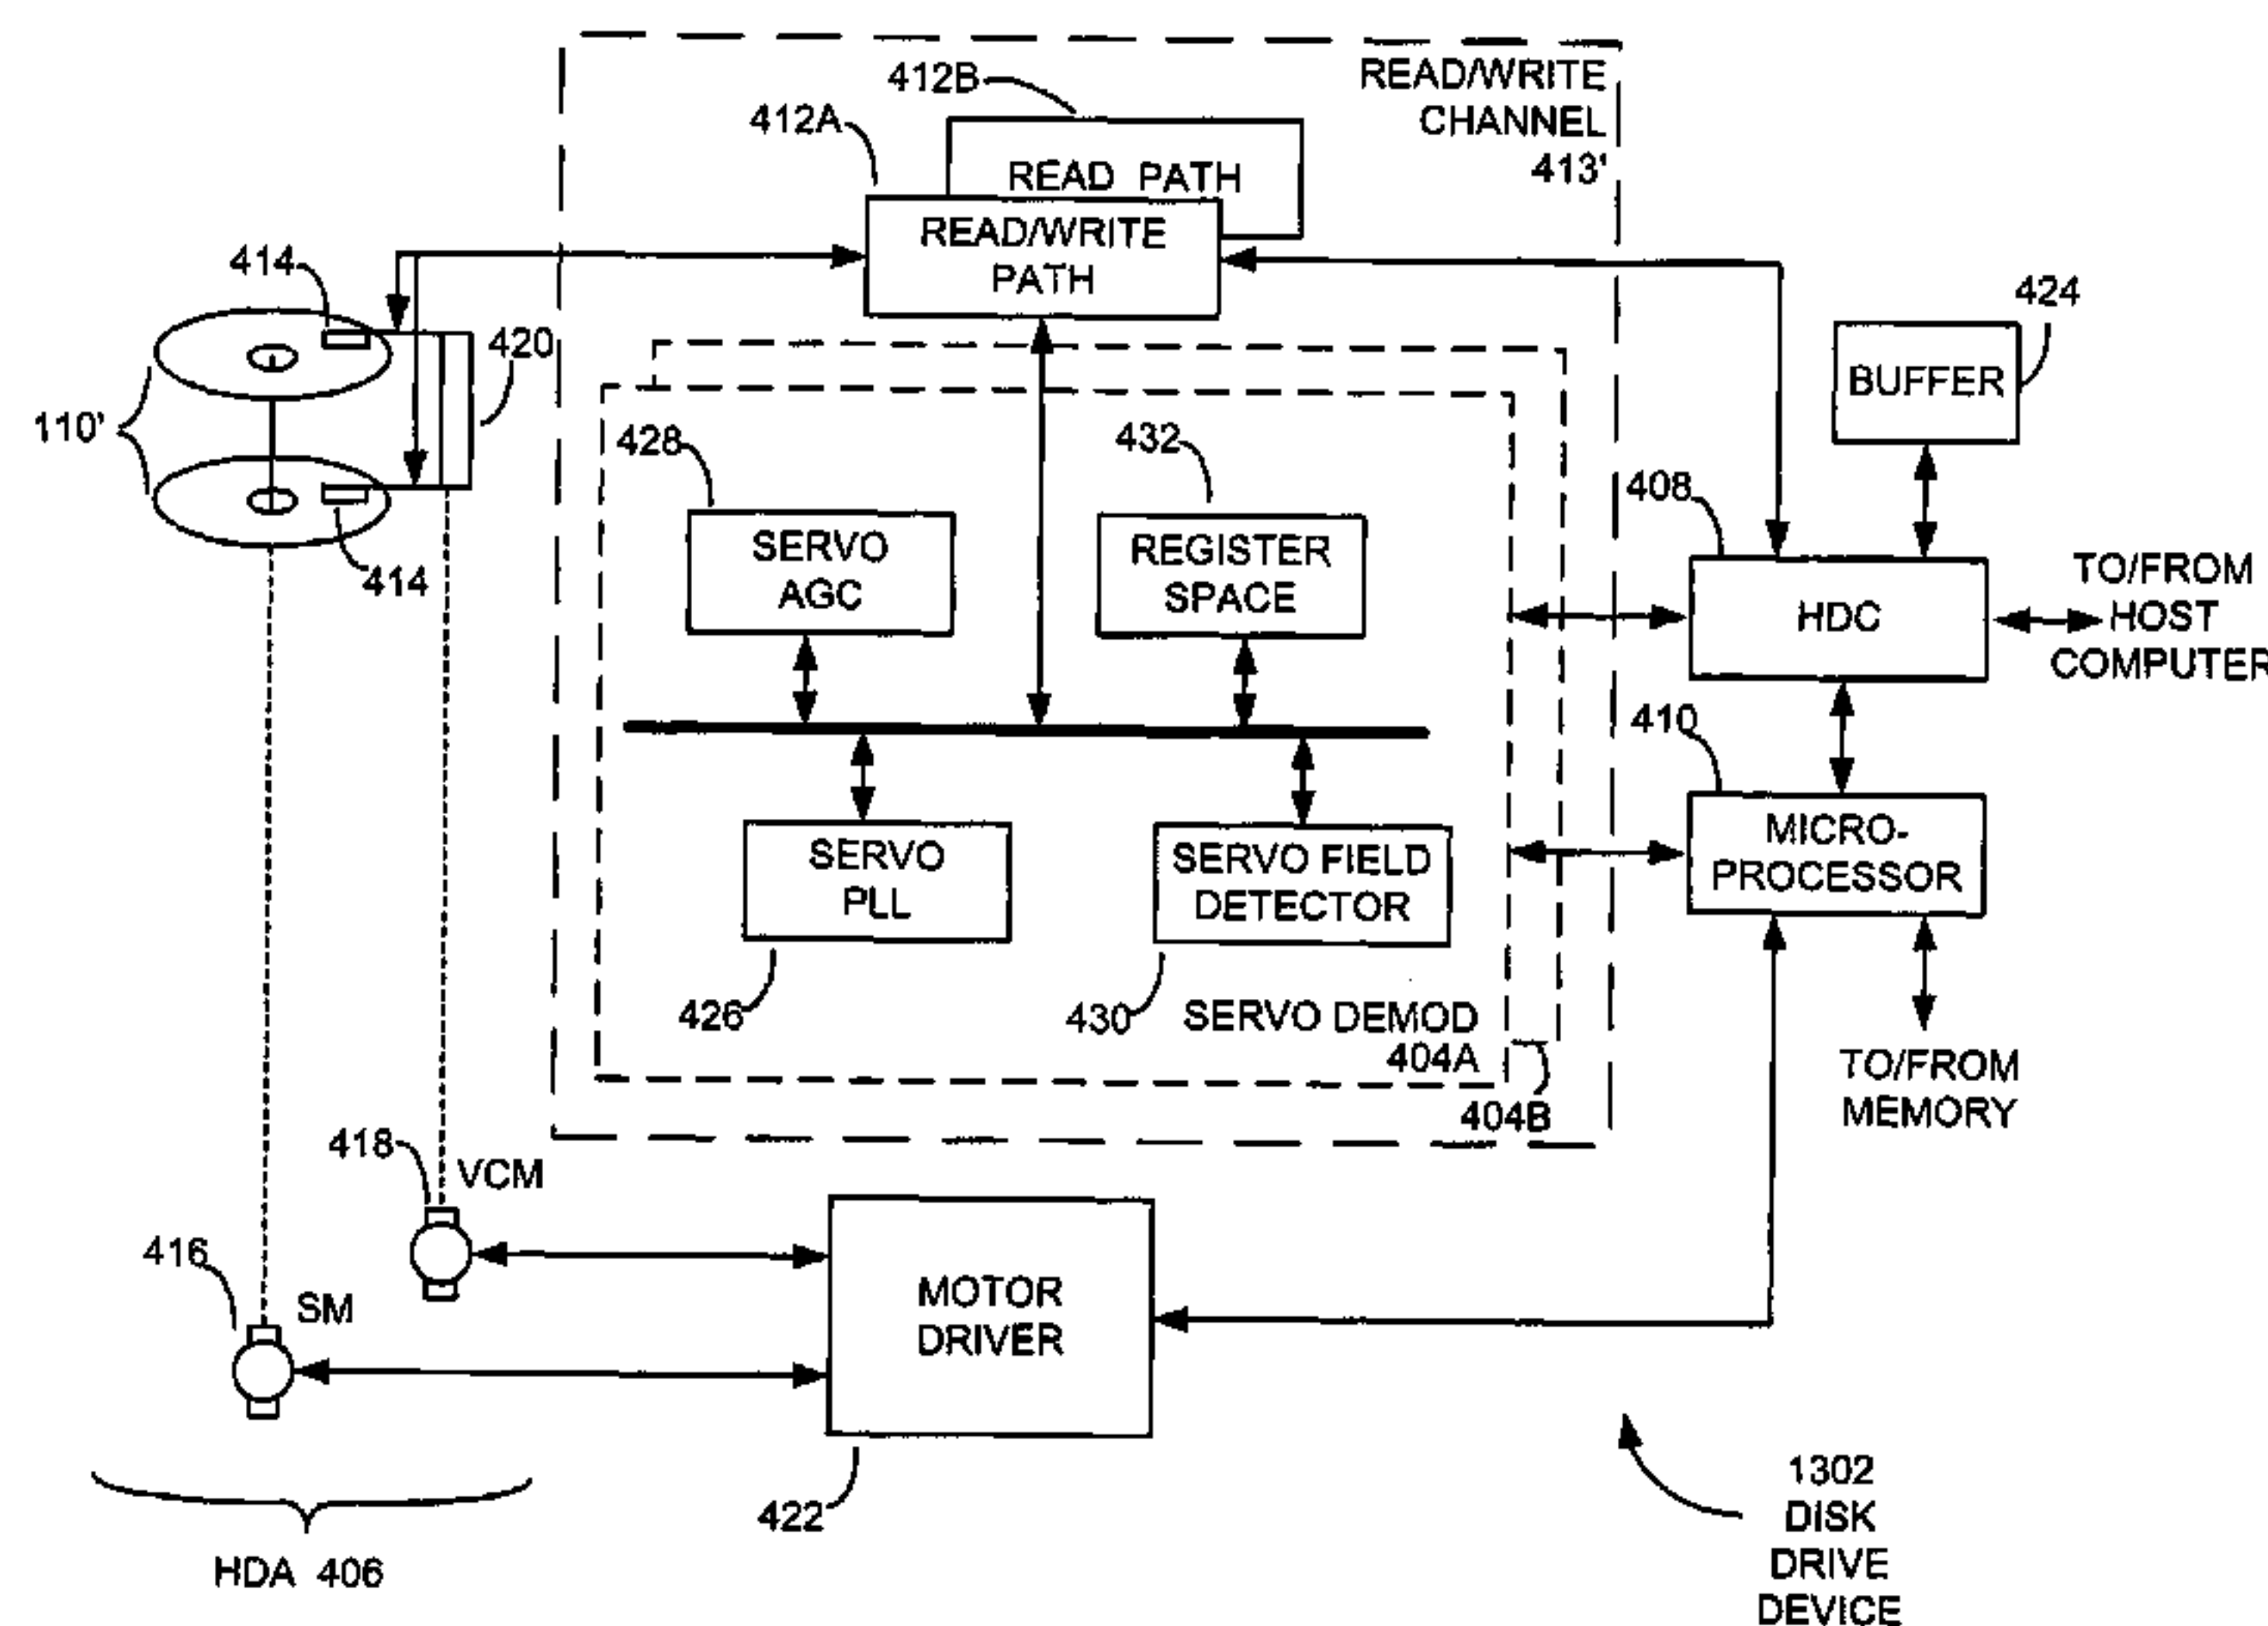 READ/WRITE
CHANNEL
413'
412B
412A
READ PATH
READ/WRITE
PATH
414
420
110'
414
424
BUFFER
428
SERVO
AGC
432
REGISTER
SPACE
408
HDC
TO/FROM
HOST
COMPUTER
410
MICRO-
PROCESSOR
SERVO
PLL
426
SERVO FIELD
DETECTOR
430
SERVO DEMOD
404A
404B
TO/FROM
MEMORY
418
VCM
416
SM
MOTOR
DRIVER
422
HDA 406
1302
DISK
DRIVE
DEVICE